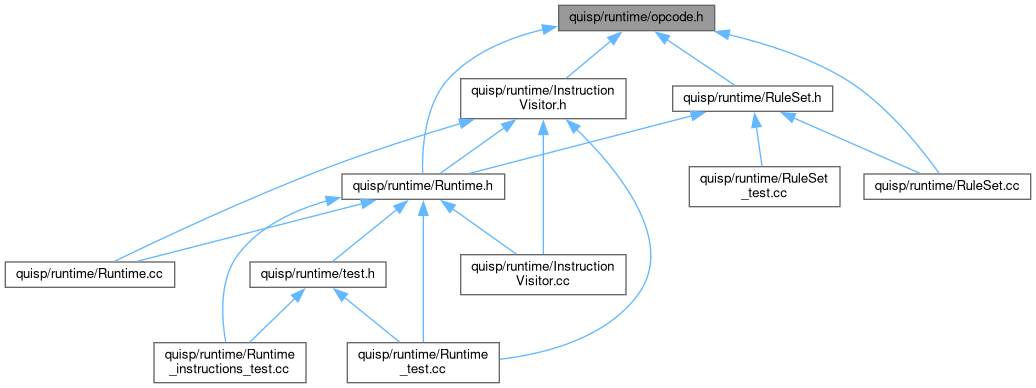 quisp/runtime/opcode.h
quisp/runtime/Instruction
Visitor.h
quisp/runtime/RuleSet.h
quisp/runtime/Runtime.h
quisp/runtime/RuleSet
_test.cc
quisp/runtime/RuleSet.cc
quisp/runtime/Runtime.cc
quisp/runtime/test.h
quisp/runtime/Instruction
Visitor.cc
quisp/runtime/Runtime
_instructions_test.cc
quisp/runtime/Runtime
_test.cc